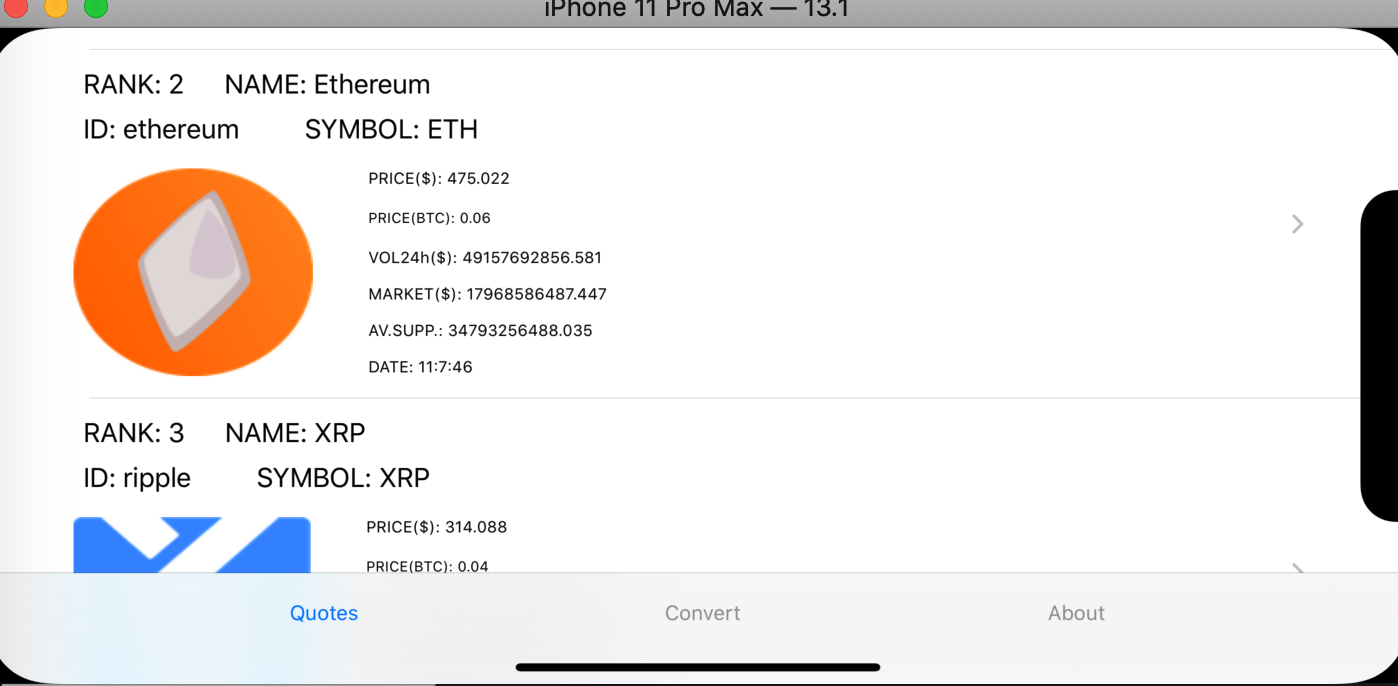 iPhone 11 Pro Max — 13.1
RANK: 2 NAME: Ethereum
ID: ethereum SYMBOL: ETH
PRICE($): 475.022
PRICE(BTC): 0.06
VOL24h($): 49157692856.581
MARKET($): 17968586487.447
AV.SUPP.: 34793256488.035
DATE: 11:7:46
RANK: 3 NAME: XRP
ID: ripple SYMBOL: XRP
PRICE($): 314.088
PRICE(BTC): 0.04
Quotes Convert About